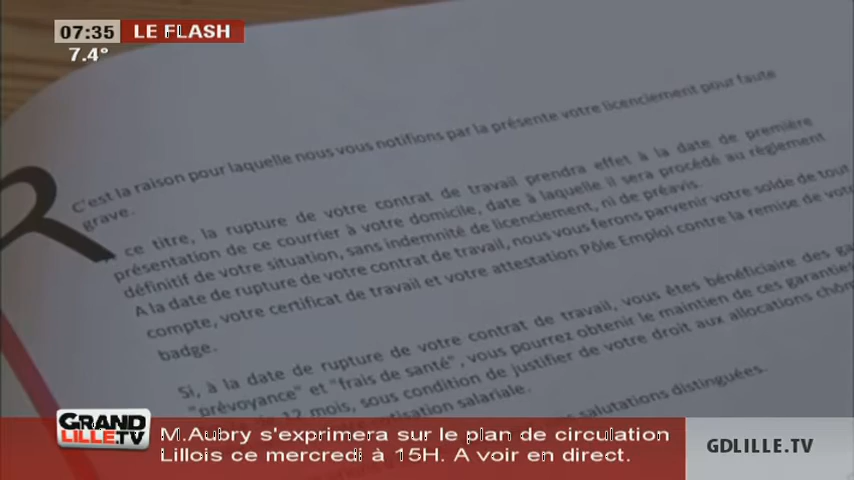 07:35 LE FLASH
7.4°
C'est la raison pour laquelle nous vous notifions par la présente votre licenciement pour faute
grave.
R
ce titre, la rupture de votre contrat de travail prendra effet à la date de première
présentation de ce courrier à votre domicile, date à laquelle il sera procédé au règlement
définitif de votre situation, sans indemnité de licenciement, ni de préavis.
A la date de rupture de votre contrat de travail, nous vous ferons parvenir votre solde de tout
compte, votre certificat de travail et votre attestation Pôle Emploi contre la remise de
badge.
Si, à la date de rupture de votre contrat de travail, vous êtes bénéficiaire des
"prévoyance" et "frais de santé", vous pourrez obtenir le maintien de ces garanties
12 mois, sous condition de justifier de votre droit aux allocations
salariale.
salutations distinguées.
GRAND
LILLE.TV
M.Aubry s'exprimera sur le plan de circulation
Lillois ce mercredi à 15H. A voir en direct.
GDLILLE.TV